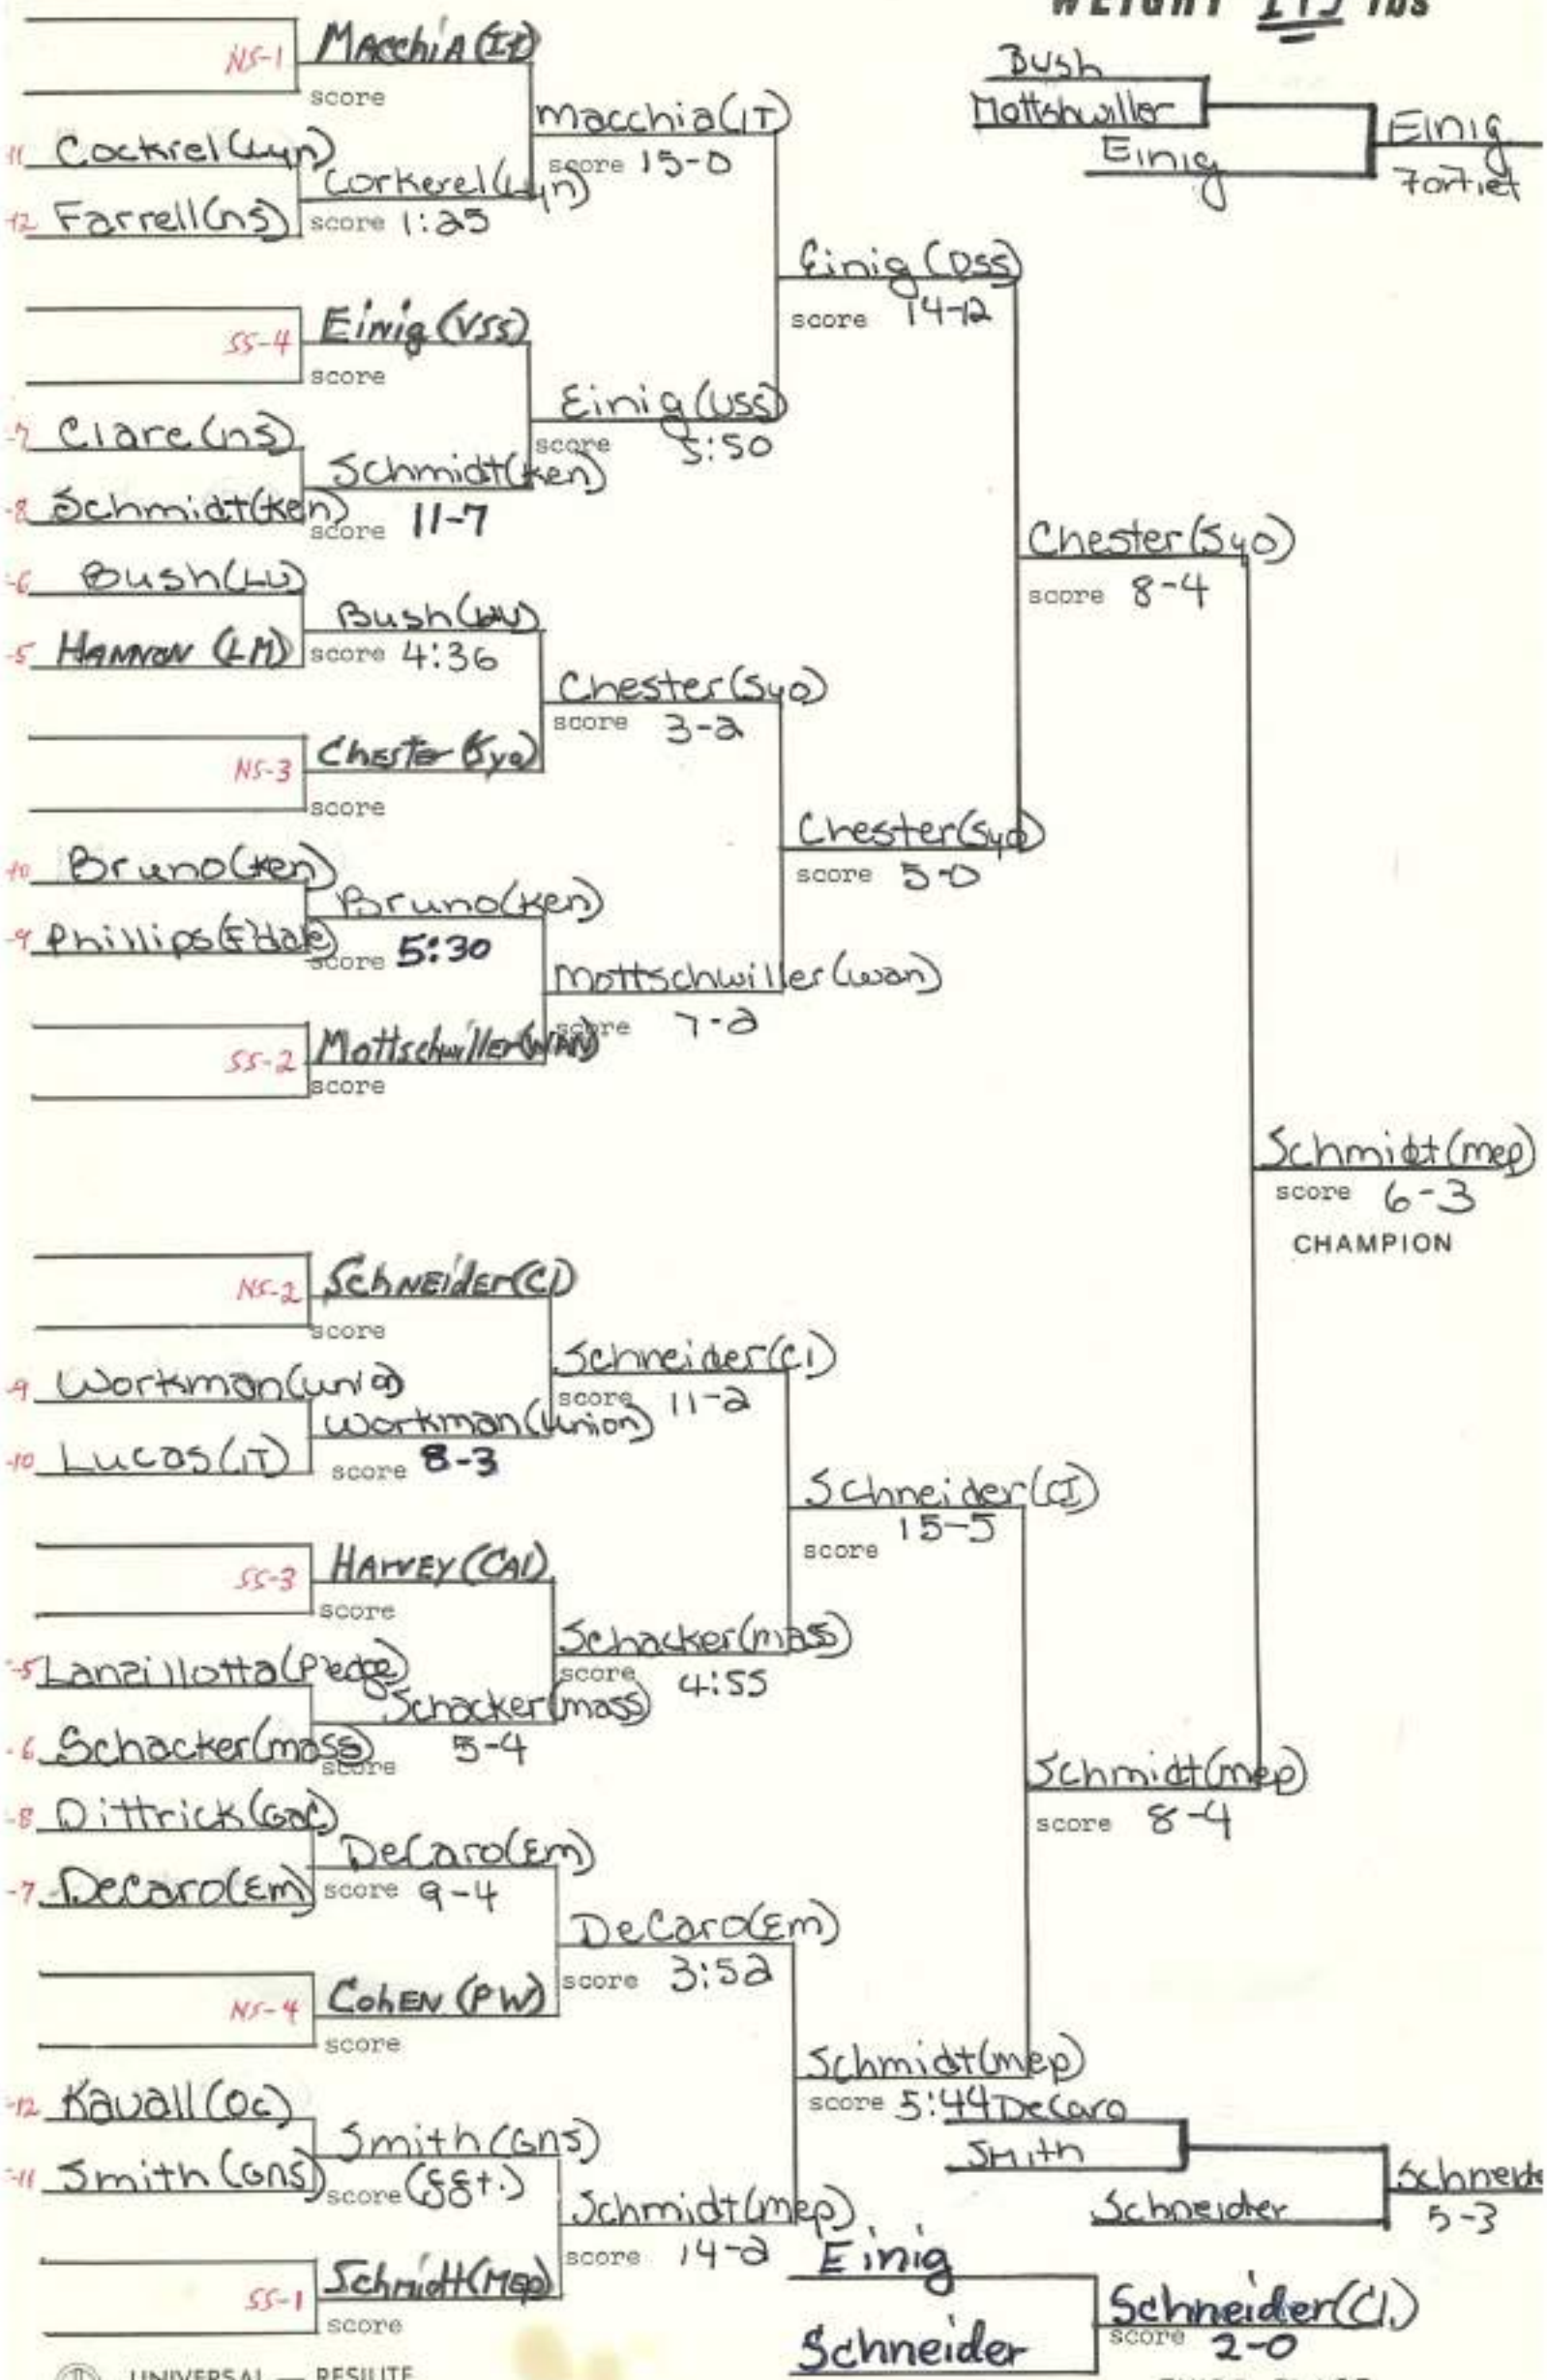 WEIGHT lbs
NS-1 Macchia(IT)
score
Macchia(IT)
score 15-0
11 Cockrel(Lyn)
Corkerel(Lyn)
score 1:25
12 Farrell(ns)
Bush
Mottshwiller
Einig
Einig
Einig(DSS)
score 14-12
SS-4 Einig(VSS)
score
Einig(USS)
score 5:50
-7 Clare(ns)
Schmidt(ken)
score 11-7
-8 Schmidt(ken)
Chester(Syo)
score 8-4
-6 Bush(LV)
Bush
score 4:36
-5 HANNON (LM)
Chester(Syo)
score 3-2
NS-3 Chester(Syo)
score
Chester(Syo)
score 5-0
10 Bruno(ken)
Bruno(ken)
score 5:30
-9 Phillips
Mottschwiller(wan)
score 7-2
SS-2 Mottschwiller(WAN)
score
Schmidt(mep)
score 6-3
CHAMPION
NS-2 Schneider(CI)
score
Schneider(CI)
score 11-2
-9 Workman(union)
Workman(Union)
score 8-3
-10 Lucas(IT)
Schneider(CI)
15-5
score
SS-3 HARVEY(CAI)
score
Schacker(mass)
score 4:55
-5 Lanzillotta(P'edge)
Schacker(mass)
5-4
-6 Schacker(mass)
score
Schmidt(mep)
score 8-4
-8 Dittrick
DeCaro(Em)
score 9-4
-7 DeCaro(Em)
DeCaro(Em)
score 3:52
NS-4 COHEN (PW)
score
Schmidt(mep)
score 5:44
-12 Kavall(Oc)
Smith(GNS)
score
-11 Smith(GNS)
DeCaro
Smith
Schneider
5-3
Schneider
Schmidt(mep)
score 14-2
SS-1 Schmidt(Mep)
score
Einig
Schneider
Schneider(CI.)
score 2-0
UNIVERSAL — RESILITE